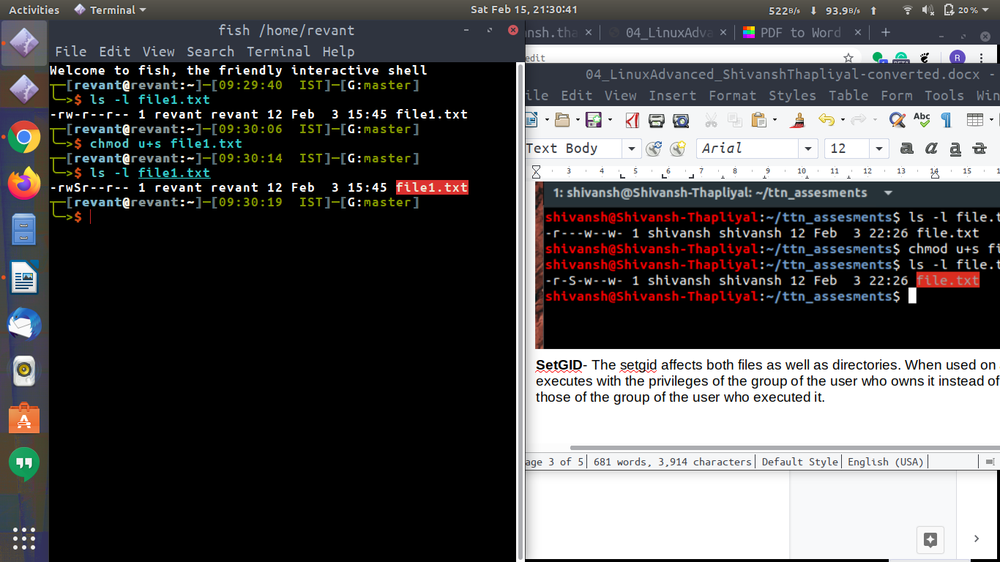 Activities Terminal Sat Feb 15, 21:30:41 522B/s ⬇ 93.9B/s ⬆ 20 %
fish /home/revant
File Edit View Search Terminal Help
Welcome to fish, the friendly interactive shell
┬─[revant@revant:~]─[09:29:40 IST]─[G:master]
╰─>$ ls -l file1.txt
-rw-r--r-- 1 revant revant 12 Feb  3 15:45 file1.txt
┬─[revant@revant:~]─[09:30:06 IST]─[G:master]
╰─>$ chmod u+s file1.txt
┬─[revant@revant:~]─[09:30:14 IST]─[G:master]
╰─>$ ls -l file1.txt
-rwSr--r-- 1 revant revant 12 Feb  3 15:45 file1.txt
┬─[revant@revant:~]─[09:30:19 IST]─[G:master]
╰─>$
ansh.tha × 04_LinuxAdva × PDF to Word × +
edit R
04_LinuxAdvanced_ShivanshThapliyal-converted.docx -
ile Edit View Insert Format Styles Table Form Tools Win
Abc
Text Body Arial 12 a a a a
3 4 5 6 7 8 9 10 11 12 13 14 15 16
1: shivansh@Shivansh-Thapliyal: ~/ttn_assesments
shivansh@Shivansh-Thapliyal:~/ttn_assesments$ ls -l file.t
-r---w--w- 1 shivansh shivansh 12 Feb  3 22:26 file.txt
shivansh@Shivansh-Thapliyal:~/ttn_assesments$ chmod u+s fi
shivansh@Shivansh-Thapliyal:~/ttn_assesments$ ls -l file.t
-r-S-w--w- 1 shivansh shivansh 12 Feb  3 22:26 file.txt
shivansh@Shivansh-Thapliyal:~/ttn_assesments$
SetGID- The setgid affects both files as well as directories. When used on
executes with the privileges of the group of the user who owns it instead of
those of the group of the user who executed it.
age 3 of 5 681 words, 3,914 characters Default Style English (USA)